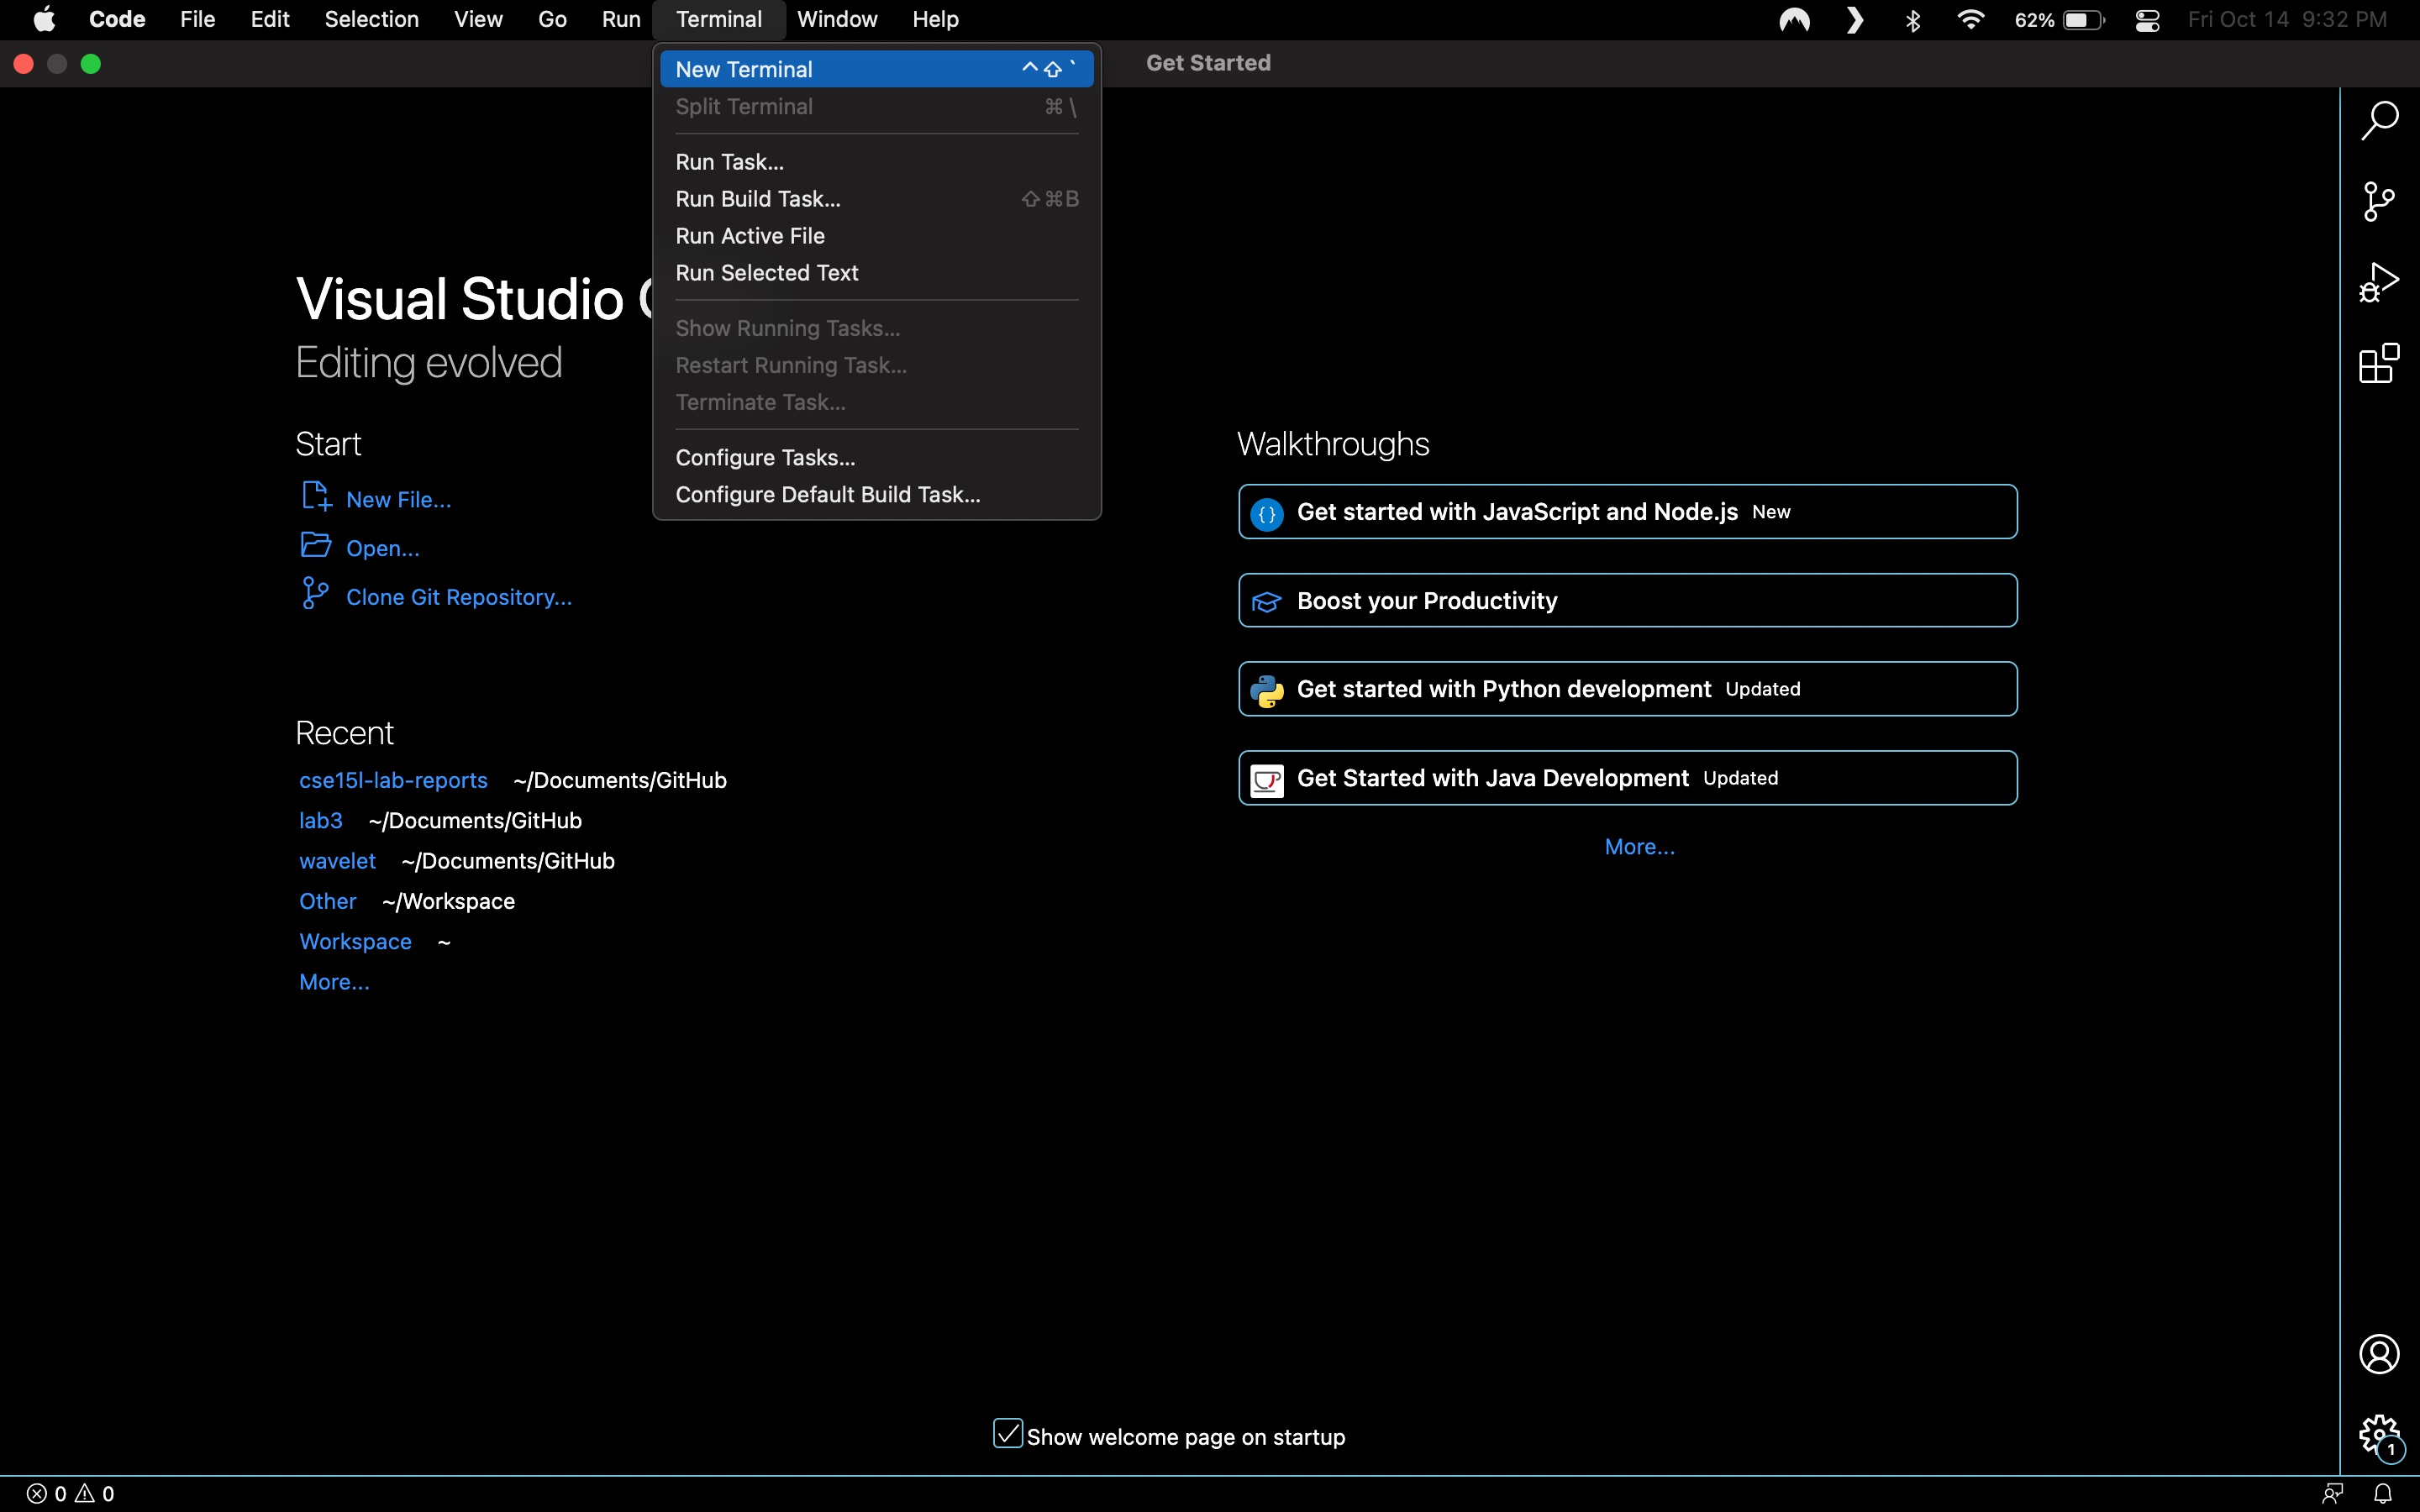 Code File Edit Selection View Go Run Terminal Window Help 62% Fri Oct 14 9:32 PM
Get Started
New Terminal ^⇧`
Split Terminal ⌘\
Run Task...
Run Build Task... ⇧⌘B
Run Active File
Run Selected Text
Show Running Tasks...
Restart Running Task...
Terminate Task...
Configure Tasks...
Configure Default Build Task...
Visual Studio
Editing evolved
Start
New File...
Open...
Clone Git Repository...
Recent
cse15l-lab-reports ~/Documents/GitHub
lab3 ~/Documents/GitHub
wavelet ~/Documents/GitHub
Other ~/Workspace
Workspace ~
More...
Walkthroughs
{} Get started with JavaScript and Node.js New
Boost your Productivity
Get started with Python development Updated
Get Started with Java Development Updated
More...
Show welcome page on startup
1
0 0